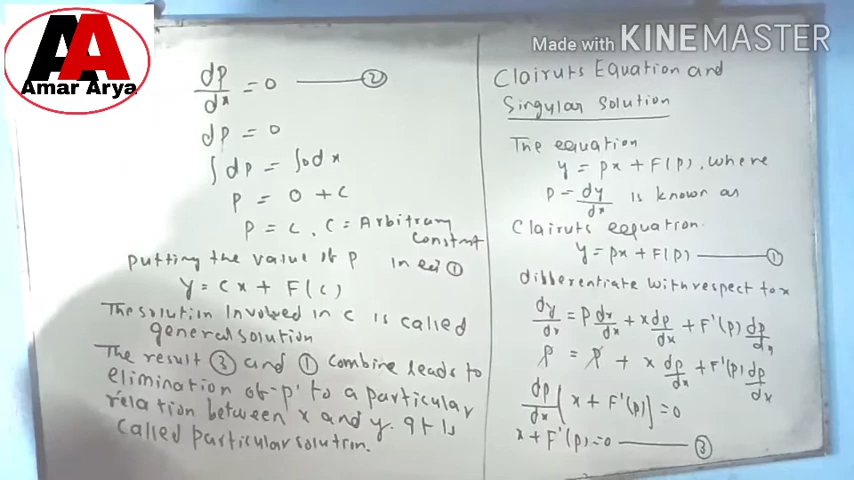 AA
Amar Arya
Made with KINEMASTER
dp/dx = 0 —— ②
dp = 0
∫dp = ∫0dx
P = 0 + C
P = C, C = Arbitrary
Constant
Putting the value of P in eq ①
y = cx + F(c)
The solution involved in c is called
general solution
The result ③ and ① combine leads to
elimination of 'P' to a particular
relation between x and y. It is
called particular solution.
Clairuts Equation and
Singular solution
The equation
y = px + F(p), where
P = dy/dx is known as
Clairuts equation.
y = px + F(p) —— ①
differentiate with respect to x
dy/dx = P dx/dx + x dp/dx + F'(p) dp/dx
P = P + x dp/dx + F'(p) dp/dx
dp/dx [x + F'(p)] = 0
x + F'(p) = 0 —— ③